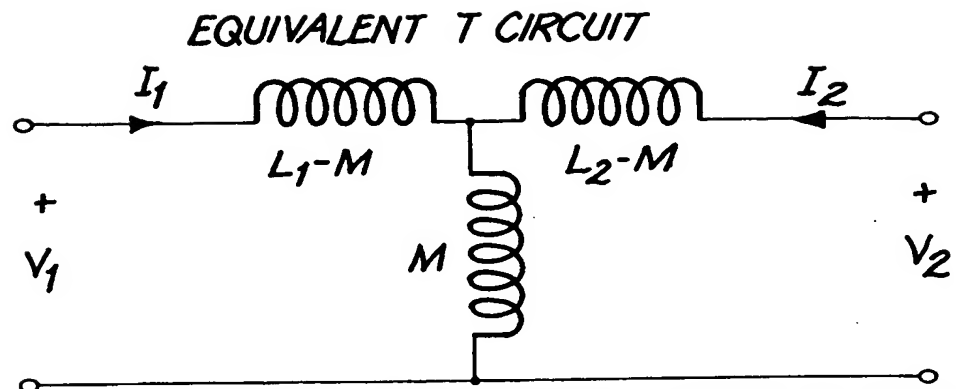 EQUIVALENT T CIRCUIT
I1 I2
L1-M L2-M
+ +
V1 M V2